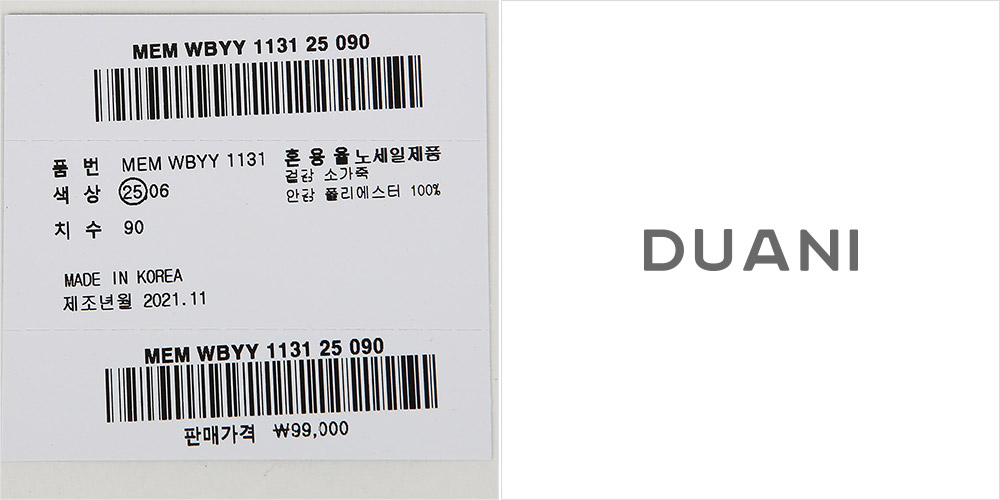 MEM WBYY 1131 25 090
품 번 MEM WBYY 1131
색 상 25,06
치 수 90
혼 용 율 노세일제품
겉감 소가죽
안감 폴리에스터 100%
MADE IN KOREA
제조년월 2021.11
MEM WBYY 1131 25 090
판매가격 ₩99,000
DUANI